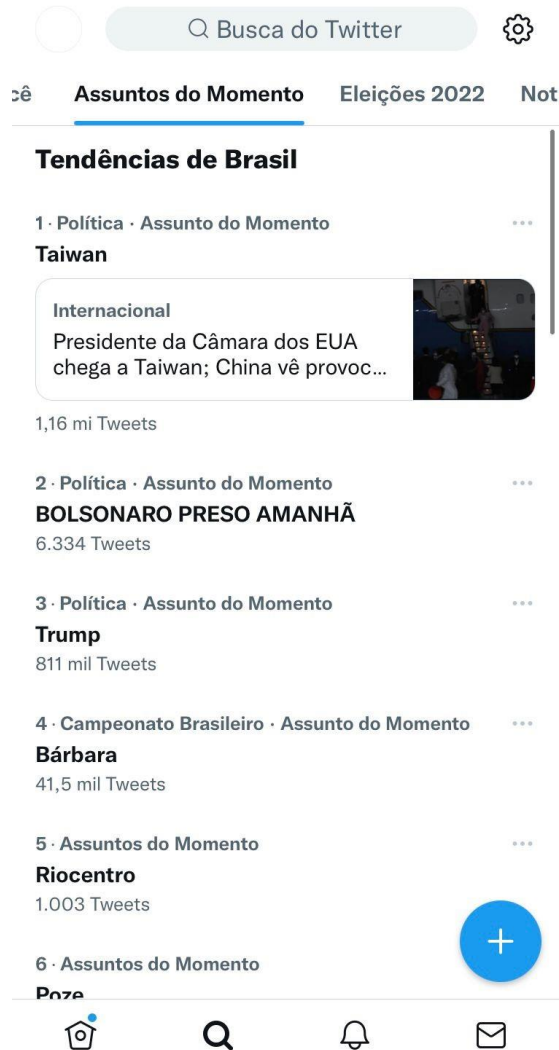 Busca do Twitter
cê Assuntos do Momento Eleições 2022 Not
Tendências de Brasil
1 · Política · Assunto do Momento
Taiwan
Internacional
Presidente da Câmara dos EUA
chega a Taiwan; China vê provoc...
1,16 mi Tweets
2 · Política · Assunto do Momento
BOLSONARO PRESO AMANHÃ
6.334 Tweets
3 · Política · Assunto do Momento
Trump
811 mil Tweets
4 · Campeonato Brasileiro · Assunto do Momento
Bárbara
41,5 mil Tweets
5 · Assuntos do Momento
Riocentro
1.003 Tweets
6 · Assuntos do Momento
Poze